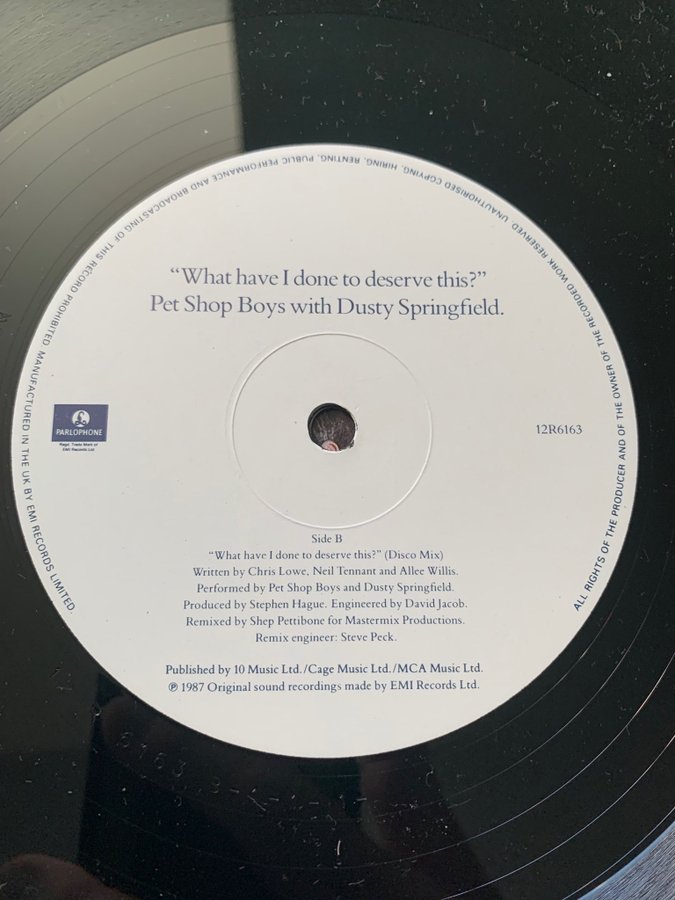 "What have I done to deserve this?"
Pet Shop Boys with Dusty Springfield.
PARLOPHONE
Regd. Trade Mark of
EMI Records Ltd
12R6163
Side B
"What have I done to deserve this?" (Disco Mix)
Written by Chris Lowe, Neil Tennant and Allee Willis.
Performed by Pet Shop Boys and Dusty Springfield.
Produced by Stephen Hague. Engineered by David Jacob.
Remixed by Shep Pettibone for Mastermix Productions.
Remix engineer: Steve Peck.
Published by 10 Music Ltd./Cage Music Ltd./MCA Music Ltd.
℗ 1987 Original sound recordings made by EMI Records Ltd.
ALL RIGHTS OF THE PRODUCER AND OF THE OWNER OF THE RECORDED WORK RESERVED. UNAUTHORISED COPYING, HIRING, RENTING, PUBLIC PERFORMANCE AND BROADCASTING OF THIS RECORD PROHIBITED. MANUFACTURED IN THE UK BY EMI RECORDS LIMITED.